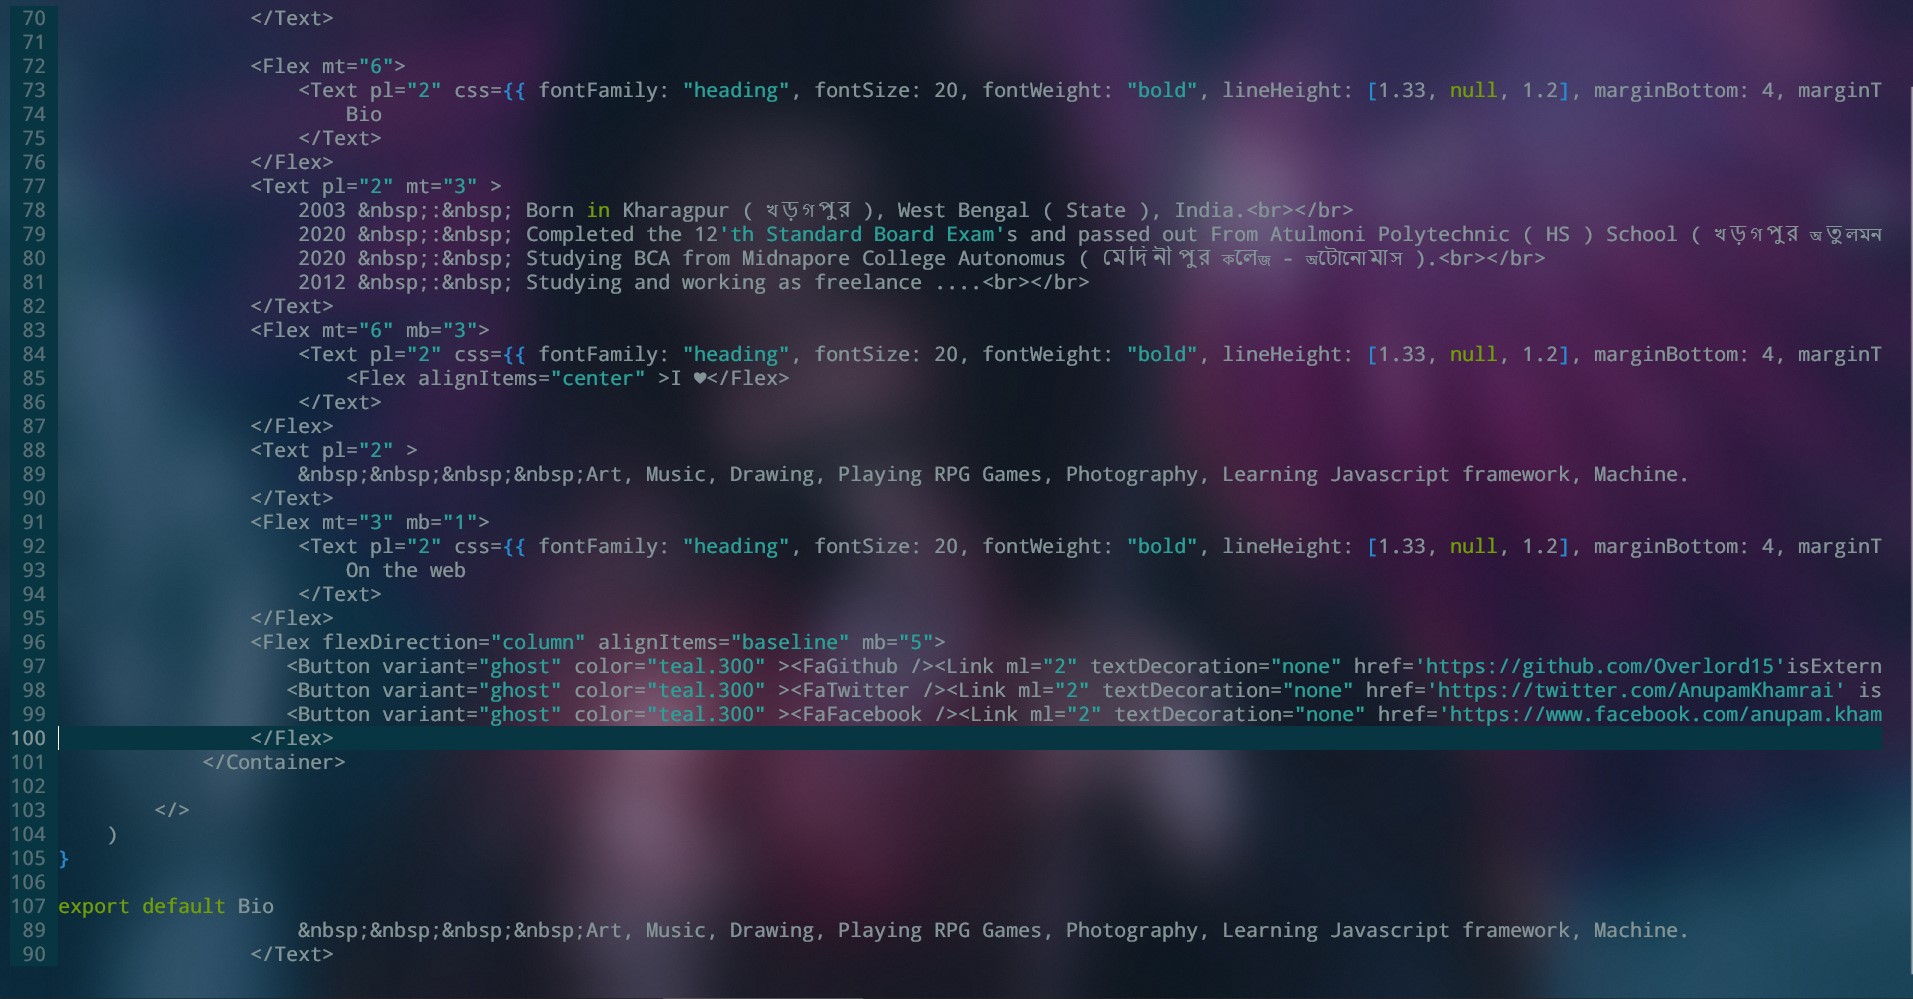 70                 </Text>
71
72                 <Flex mt="6">
73                     <Text pl="2" css={{ fontFamily: "heading", fontSize: 20, fontWeight: "bold", lineHeight: [1.33, null, 1.2], marginBottom: 4, marginT
74                         Bio
75                     </Text>
76                 </Flex>
77                 <Text pl="2" mt="3" >
78                     2003 &nbsp;:&nbsp; Born in Kharagpur ( খড়গপুর ), West Bengal ( State ), India.<br></br>
79                     2020 &nbsp;:&nbsp; Completed the 12'th Standard Board Exam's and passed out From Atulmoni Polytechnic ( HS ) School ( খড়গপুর অতুলমন
80                     2020 &nbsp;:&nbsp; Studying BCA from Midnapore College Autonomus ( মেদিনীপুর কলেজ - অটোনোমাস ).<br></br>
81                     2012 &nbsp;:&nbsp; Studying and working as freelance ....<br></br>
82                 </Text>
83                 <Flex mt="6" mb="3">
84                     <Text pl="2" css={{ fontFamily: "heading", fontSize: 20, fontWeight: "bold", lineHeight: [1.33, null, 1.2], marginBottom: 4, marginT
85                         <Flex alignItems="center" >I ♥</Flex>
86                     </Text>
87                 </Flex>
88                 <Text pl="2" >
89                     &nbsp;&nbsp;&nbsp;&nbsp;Art, Music, Drawing, Playing RPG Games, Photography, Learning Javascript framework, Machine.
90                 </Text>
91                 <Flex mt="3" mb="1">
92                     <Text pl="2" css={{ fontFamily: "heading", fontSize: 20, fontWeight: "bold", lineHeight: [1.33, null, 1.2], marginBottom: 4, marginT
93                         On the web
94                     </Text>
95                 </Flex>
96                 <Flex flexDirection="column" alignItems="baseline" mb="5">
97                    <Button variant="ghost" color="teal.300" ><FaGithub /><Link ml="2" textDecoration="none" href='https://github.com/Overlord15'isExtern
98                    <Button variant="ghost" color="teal.300" ><FaTwitter /><Link ml="2" textDecoration="none" href='https://twitter.com/AnupamKhamrai' is
99                    <Button variant="ghost" color="teal.300" ><FaFacebook /><Link ml="2" textDecoration="none" href='https://www.facebook.com/anupam.kham
100                 </Flex>
101             </Container>
102
103         </>
104     )
105 }
106
107 export default Bio
89                     &nbsp;&nbsp;&nbsp;&nbsp;Art, Music, Drawing, Playing RPG Games, Photography, Learning Javascript framework, Machine.
90                 </Text>